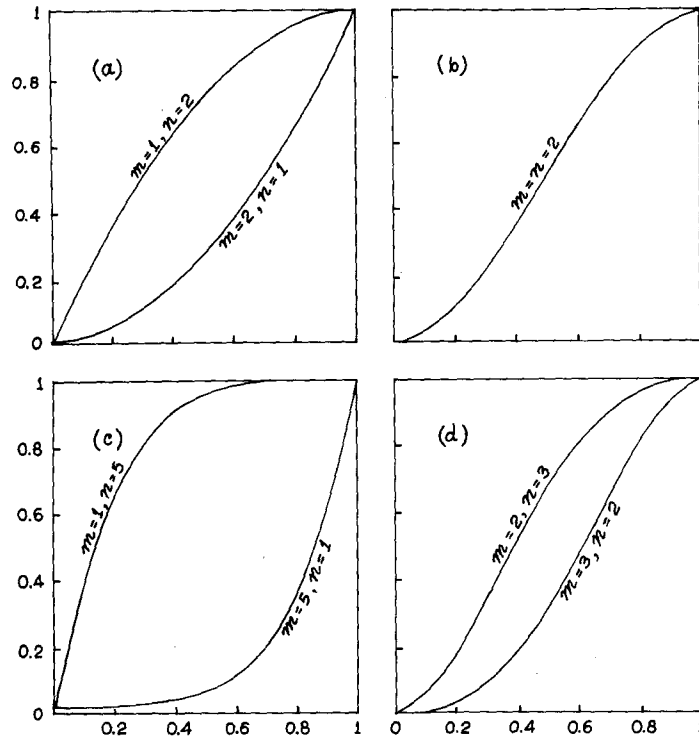 1
0.8
0.6
0.4
0.2
0
(a)
m=1, n=2
m=2, n=1
(b)
m=n=2
1
0.8
0.6
0.4
0.2
0
(c)
m=1, n=5
m=5, n=1
0.2 0.4 0.6 0.8 1
(d)
m=2, n=3
m=3, n=2
0 0.2 0.4 0.6 0.8